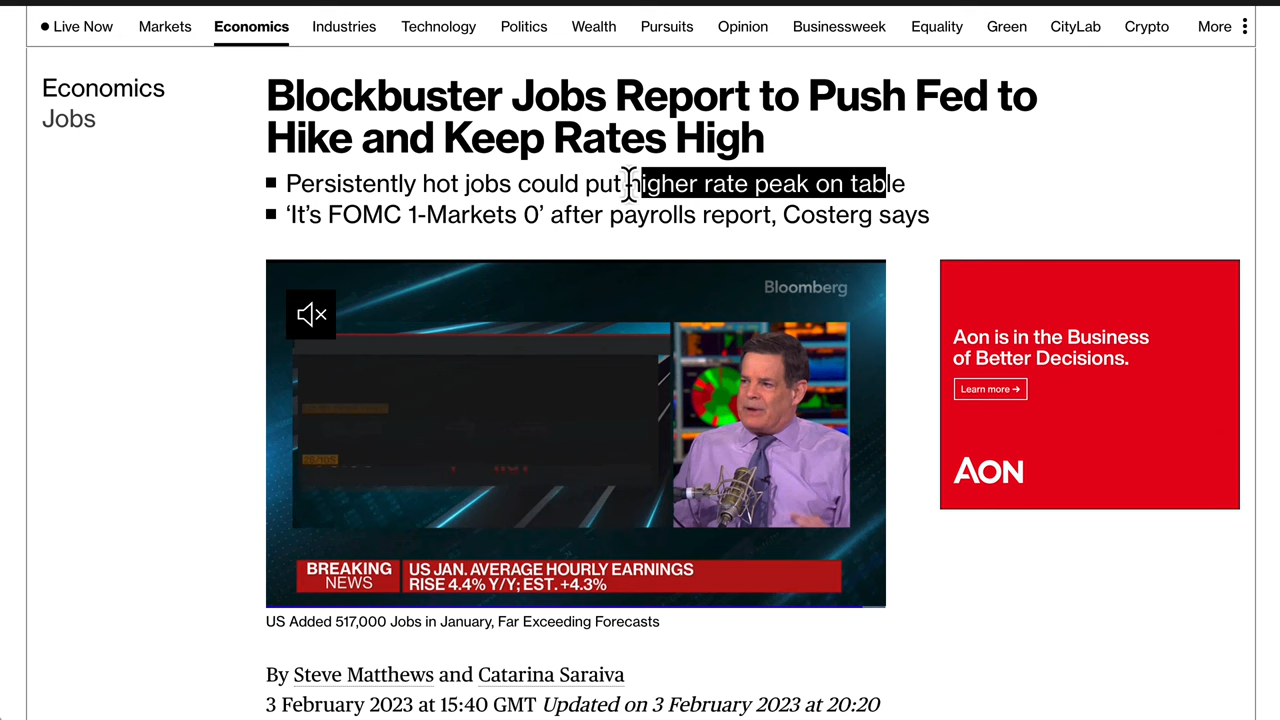 Live Now Markets Economics Industries Technology Politics Wealth Pursuits Opinion Businessweek Equality Green CityLab Crypto More
Economics
Jobs
Blockbuster Jobs Report to Push Fed to
Hike and Keep Rates High
Persistently hot jobs could put higher rate peak on table
‘It’s FOMC 1-Markets 0’ after payrolls report, Costerg says
Bloomberg
BREAKING
NEWS
US JAN. AVERAGE HOURLY EARNINGS
RISE 4.4% Y/Y; EST. +4.3%
Aon is in the Business
of Better Decisions.
Learn more →
AON
US Added 517,000 Jobs in January, Far Exceeding Forecasts
By Steve Matthews and Catarina Saraiva
3 February 2023 at 15:40 GMT Updated on 3 February 2023 at 20:20